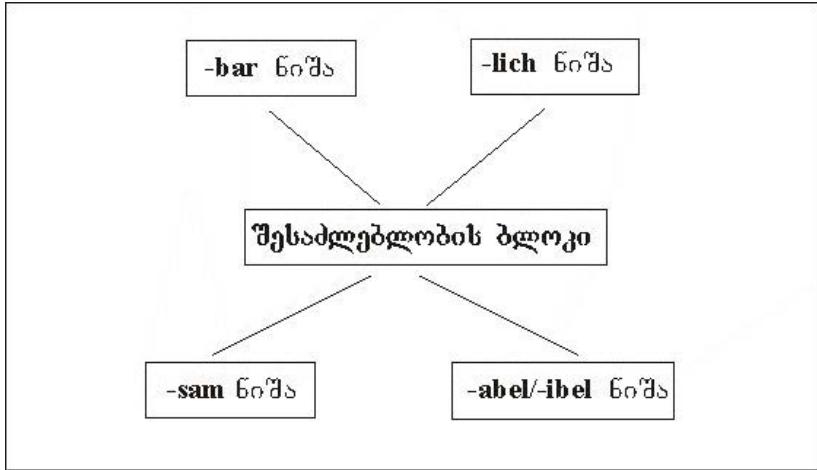 -bar ნიშა
-lich ნიშა
შესაძლებლობის ბლოკი
-sam ნიშა
-abel/-ibel ნიშა